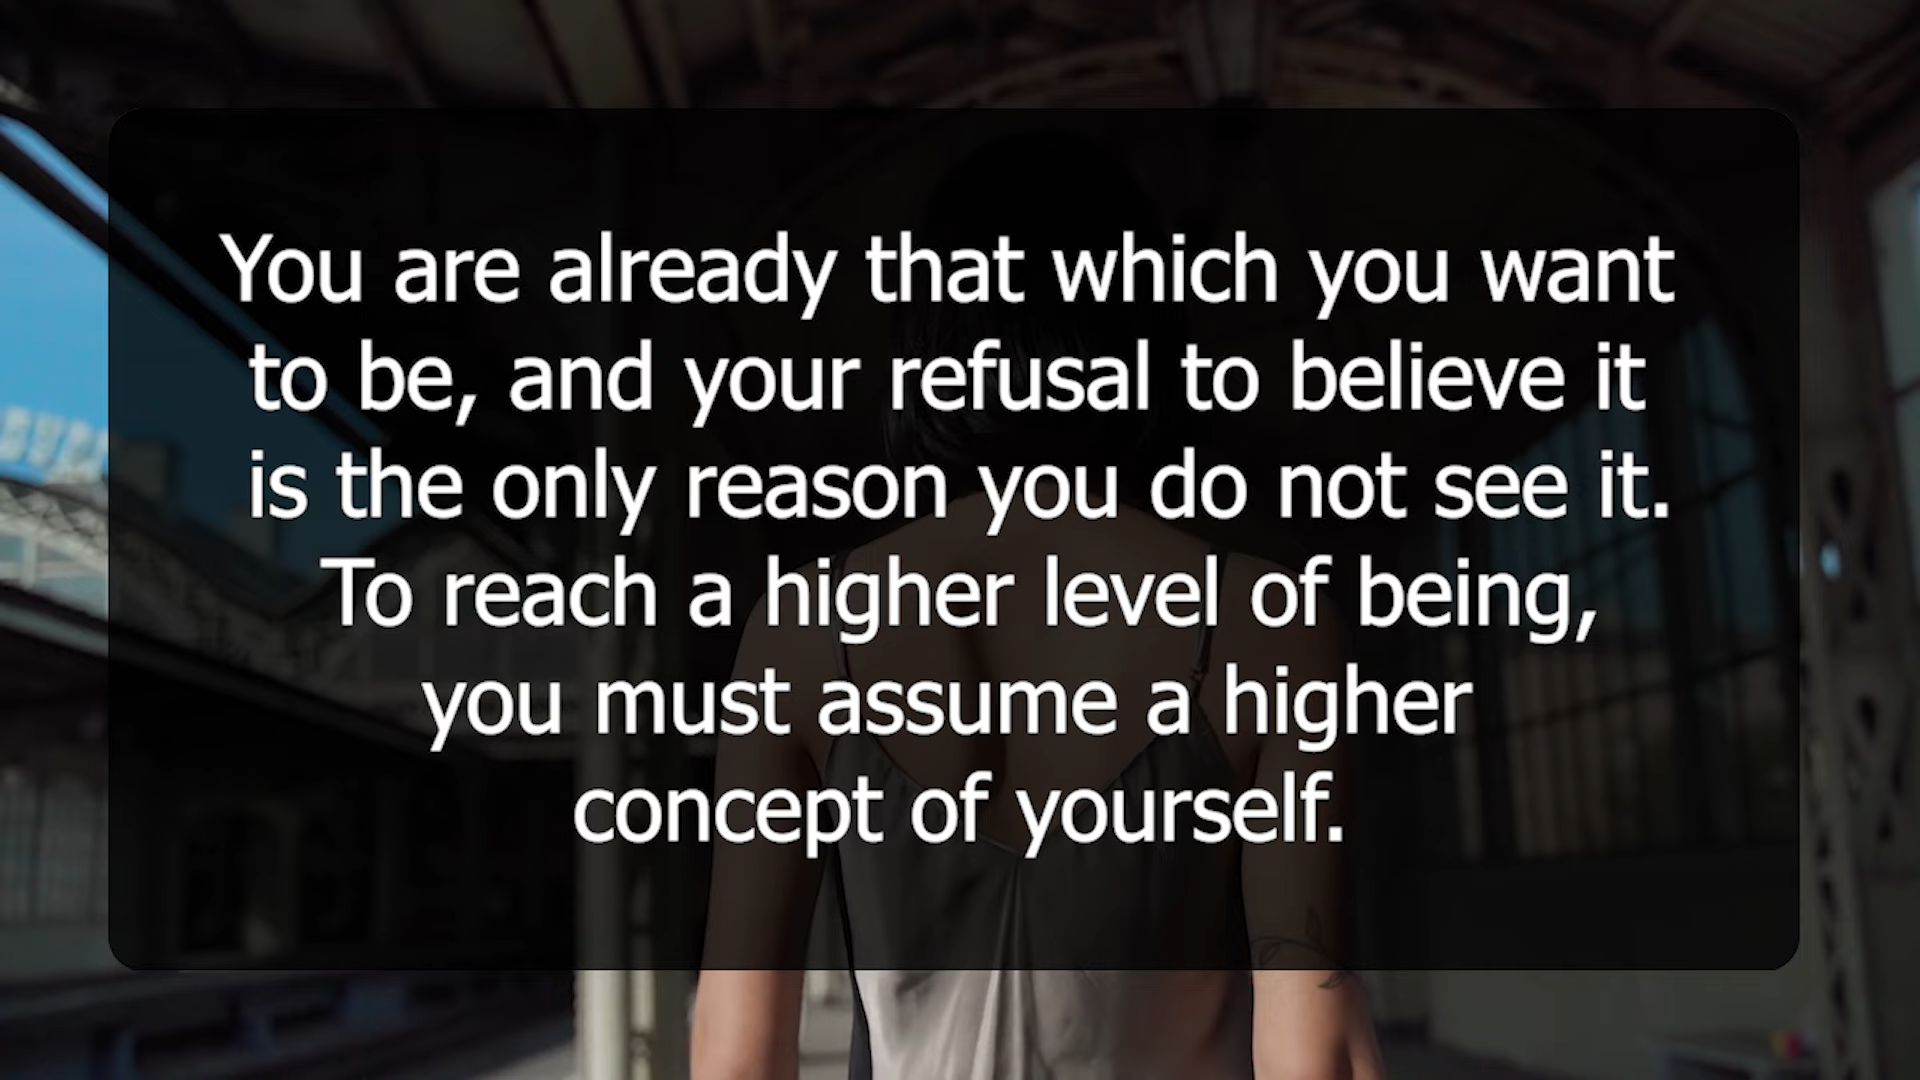 You are already that which you want
to be, and your refusal to believe it
is the only reason you do not see it.
To reach a higher level of being,
you must assume a higher
concept of yourself.